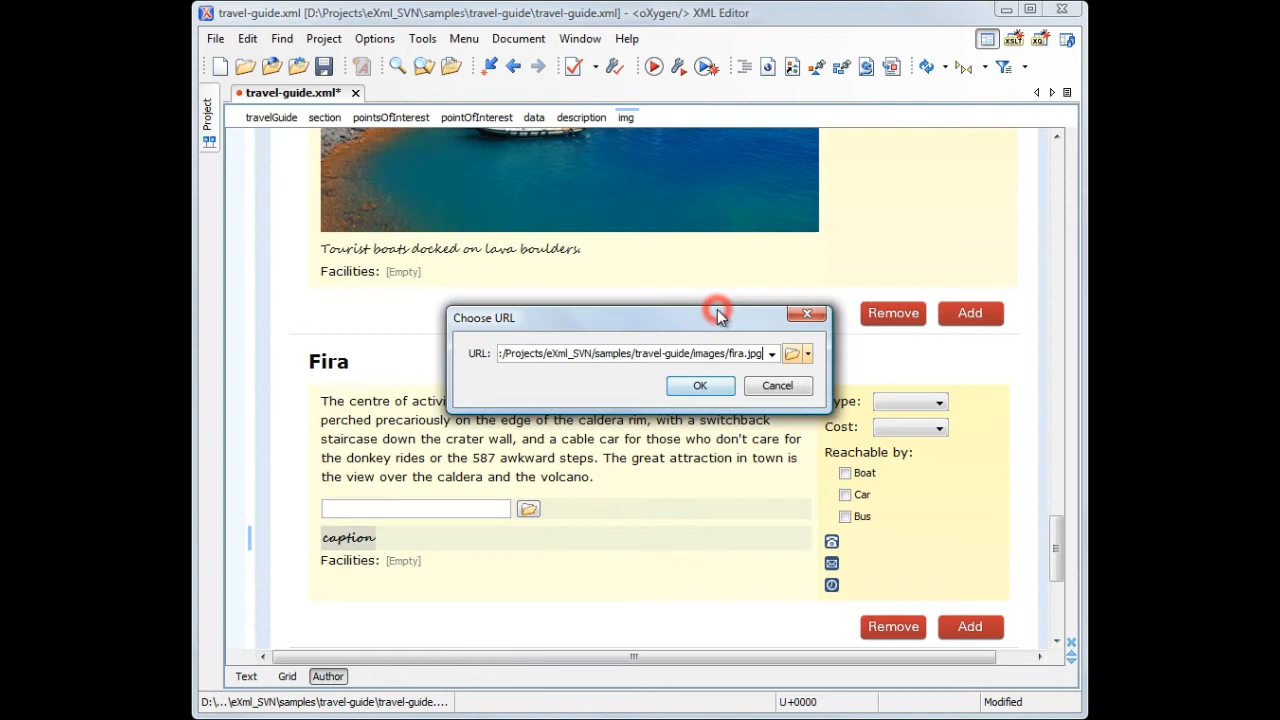 travel-guide.xml [D:\Projects\eXml_SVN\samples\travel-guide\travel-guide.xml] - <oXygen/> XML Editor
File Edit Find Project Options Tools Menu Document Window Help
XSLT XQ
travel-guide.xml*
Project
travelGuide section pointsOfInterest pointOfInterest data description img
Tourist boats docked on lava boulders.
Facilities: [Empty]
Remove Add
Choose URL
URL: :/Projects/eXml_SVN/samples/travel-guide/images/fira.jpg
OK Cancel
Fira
The centre of activi
perched precariously on the edge of the caldera rim, with a switchback
staircase down the crater wall, and a cable car for those who don't care for
the donkey rides or the 587 awkward steps. The great attraction in town is
the view over the caldera and the volcano.
ype:
Cost:
Reachable by:
Boat
Car
Bus
caption
Facilities: [Empty]
Remove Add
Text Grid Author
D:\...\eXml_SVN\samples\travel-guide\travel-guide.... U+0000 Modified